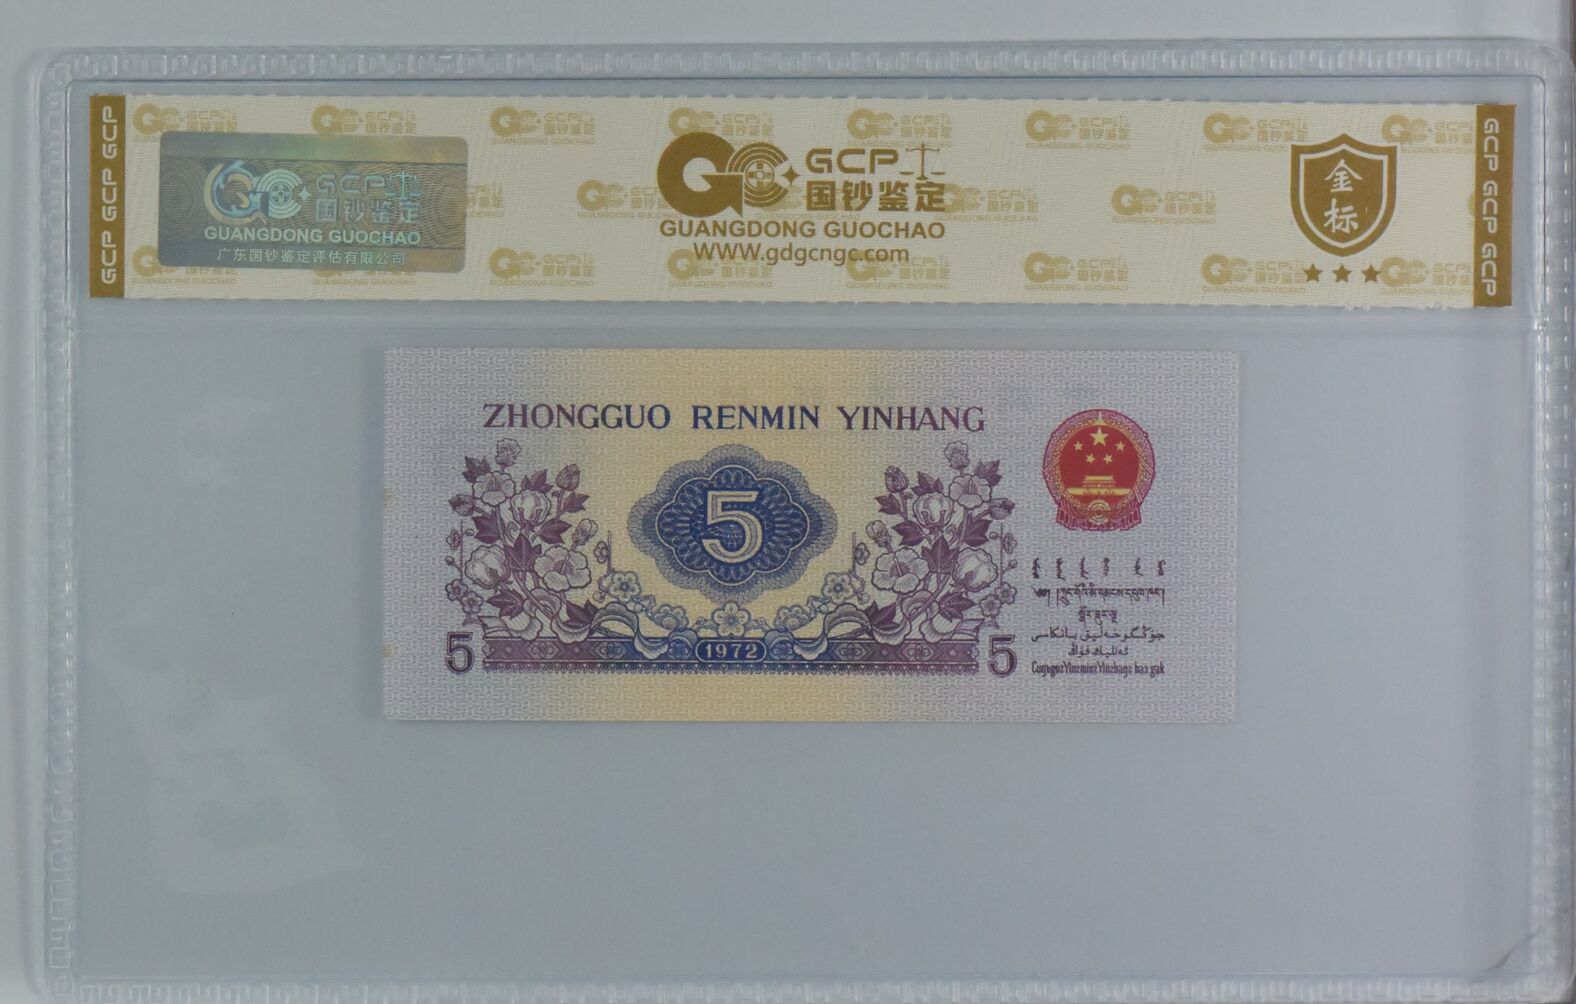 GCP GCP GCP
GCP
国钞鉴定
GUANGDONG GUOCHAO
广东国钞鉴定评估有限公司
GCP
国钞鉴定
GUANGDONG GUOCHAO
WWW.gdgcngc.com
金标
GCP GCP GCP
ZHONGGUO RENMIN YINHANG
5
1972
5
5